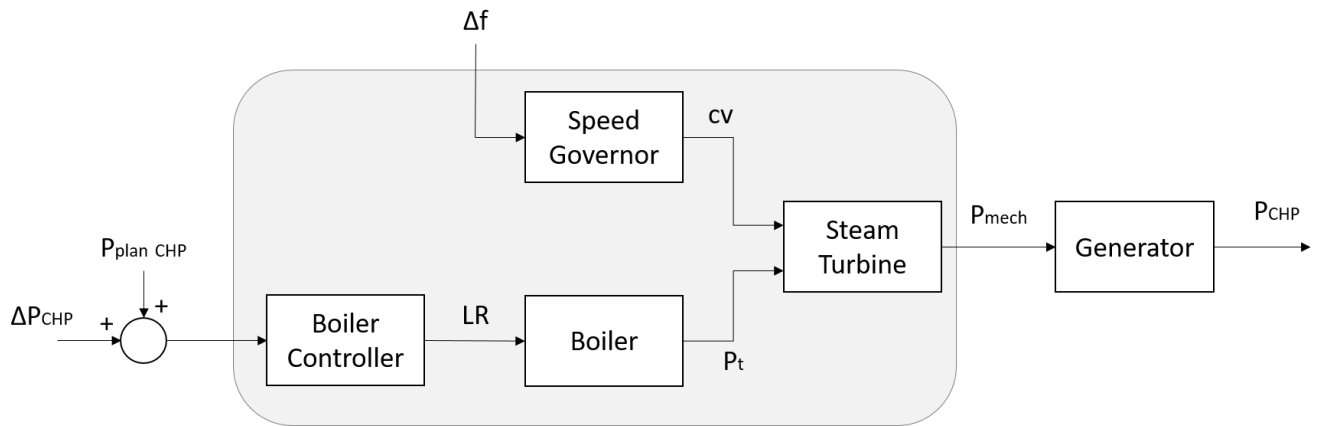 Δf
Speed
Governor
cv
Steam
Turbine
Pmech
Generator
PCHP
Pplan CHP
+
ΔPCHP
+
Boiler
Controller
LR
Boiler
Pt